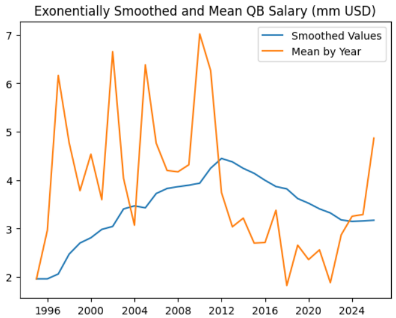 Exonentially Smoothed and Mean QB Salary (mm USD)
Smoothed Values
Mean by Year
7
6
5
4
3
2
1996 2000 2004 2008 2012 2016 2020 2024